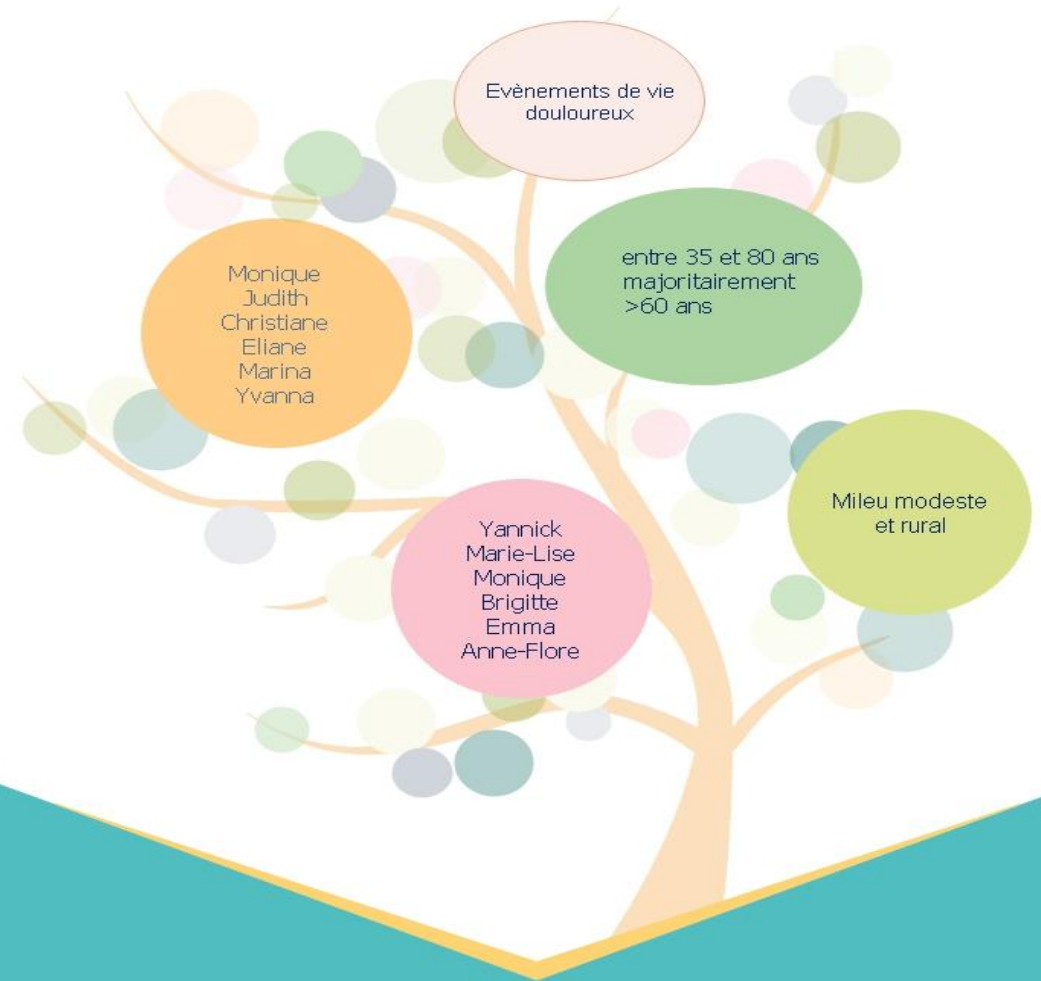 Evènements de vie
douloureux
entre 35 et 80 ans
majoritairement
>60 ans
Monique
Judith
Christiane
Eliane
Marina
Yvanna
Mileu modeste
et rural
Yannick
Marie-Lise
Monique
Brigitte
Emma
Anne-Flore